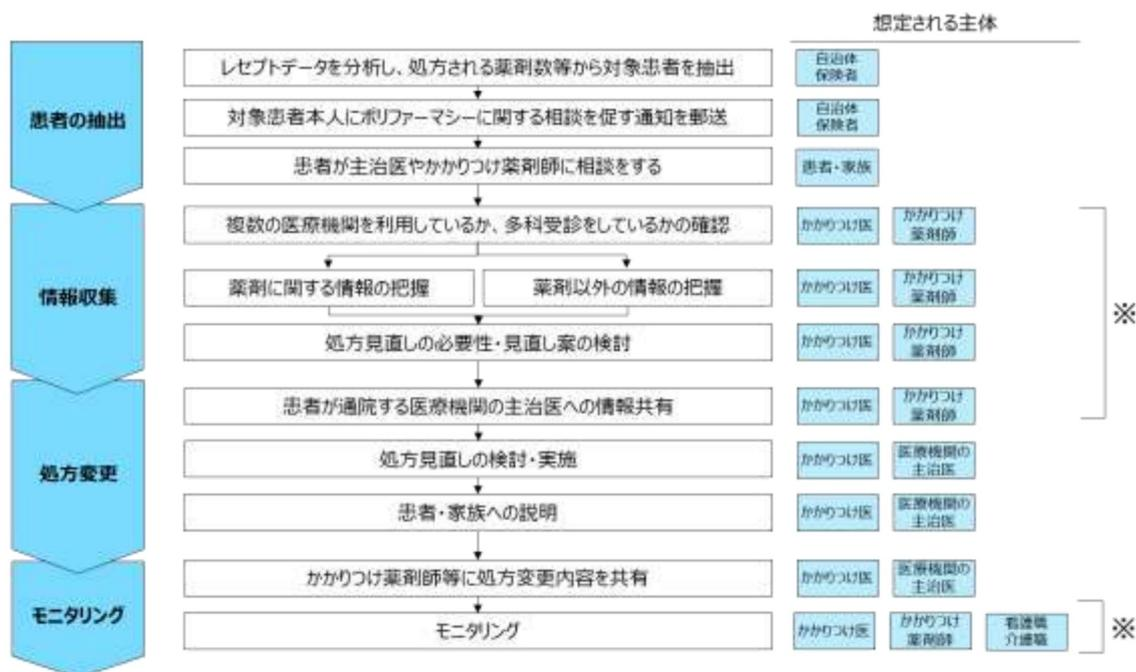 想定される主体
患者の抽出
レセプトデータを分析し、処方される薬剤数等から対象患者を抽出
自治体
保険者
対象患者本人にポリファーマシーに関する相談を促す通知を郵送
自治体
保険者
患者が主治医やかかりつけ薬剤師に相談をする
患者・家族
情報収集
複数の医療機関を利用しているか、多科受診をしているかの確認
かかりつけ医
かかりつけ
薬剤師
薬剤に関する情報の把握
薬剤以外の情報の把握
かかりつけ医
かかりつけ
薬剤師
処方見直しの必要性・見直し案の検討
かかりつけ医
かかりつけ
薬剤師
※
処方変更
患者が通院する医療機関の主治医への情報共有
かかりつけ医
かかりつけ
薬剤師
処方見直しの検討・実施
かかりつけ医
医療機関の
主治医
患者・家族への説明
かかりつけ医
医療機関の
主治医
モニタリング
かかりつけ薬剤師等に処方変更内容を共有
かかりつけ医
医療機関の
主治医
モニタリング
かかりつけ医
かかりつけ
薬剤師
看護職
介護職
※